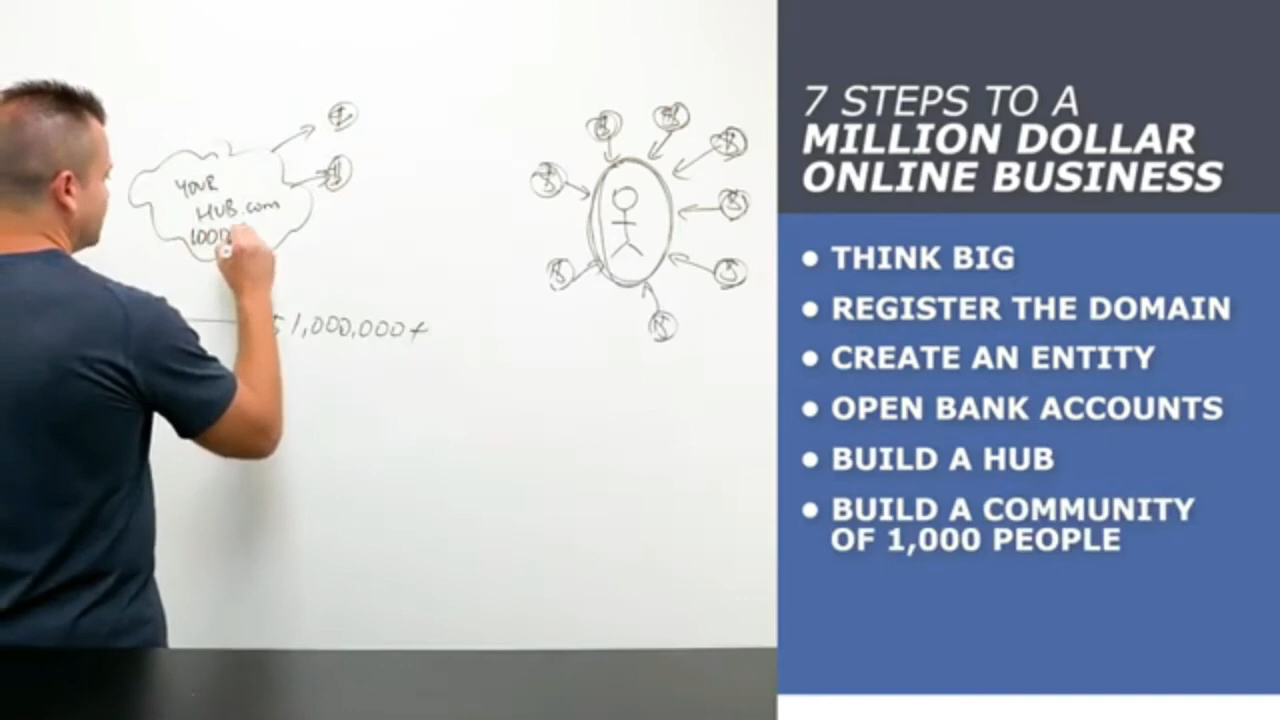 YOUR
HUB.com
$1,000,000+
7 STEPS TO A
MILLION DOLLAR
ONLINE BUSINESS
• THINK BIG
• REGISTER THE DOMAIN
• CREATE AN ENTITY
• OPEN BANK ACCOUNTS
• BUILD A HUB
• BUILD A COMMUNITY
OF 1,000 PEOPLE